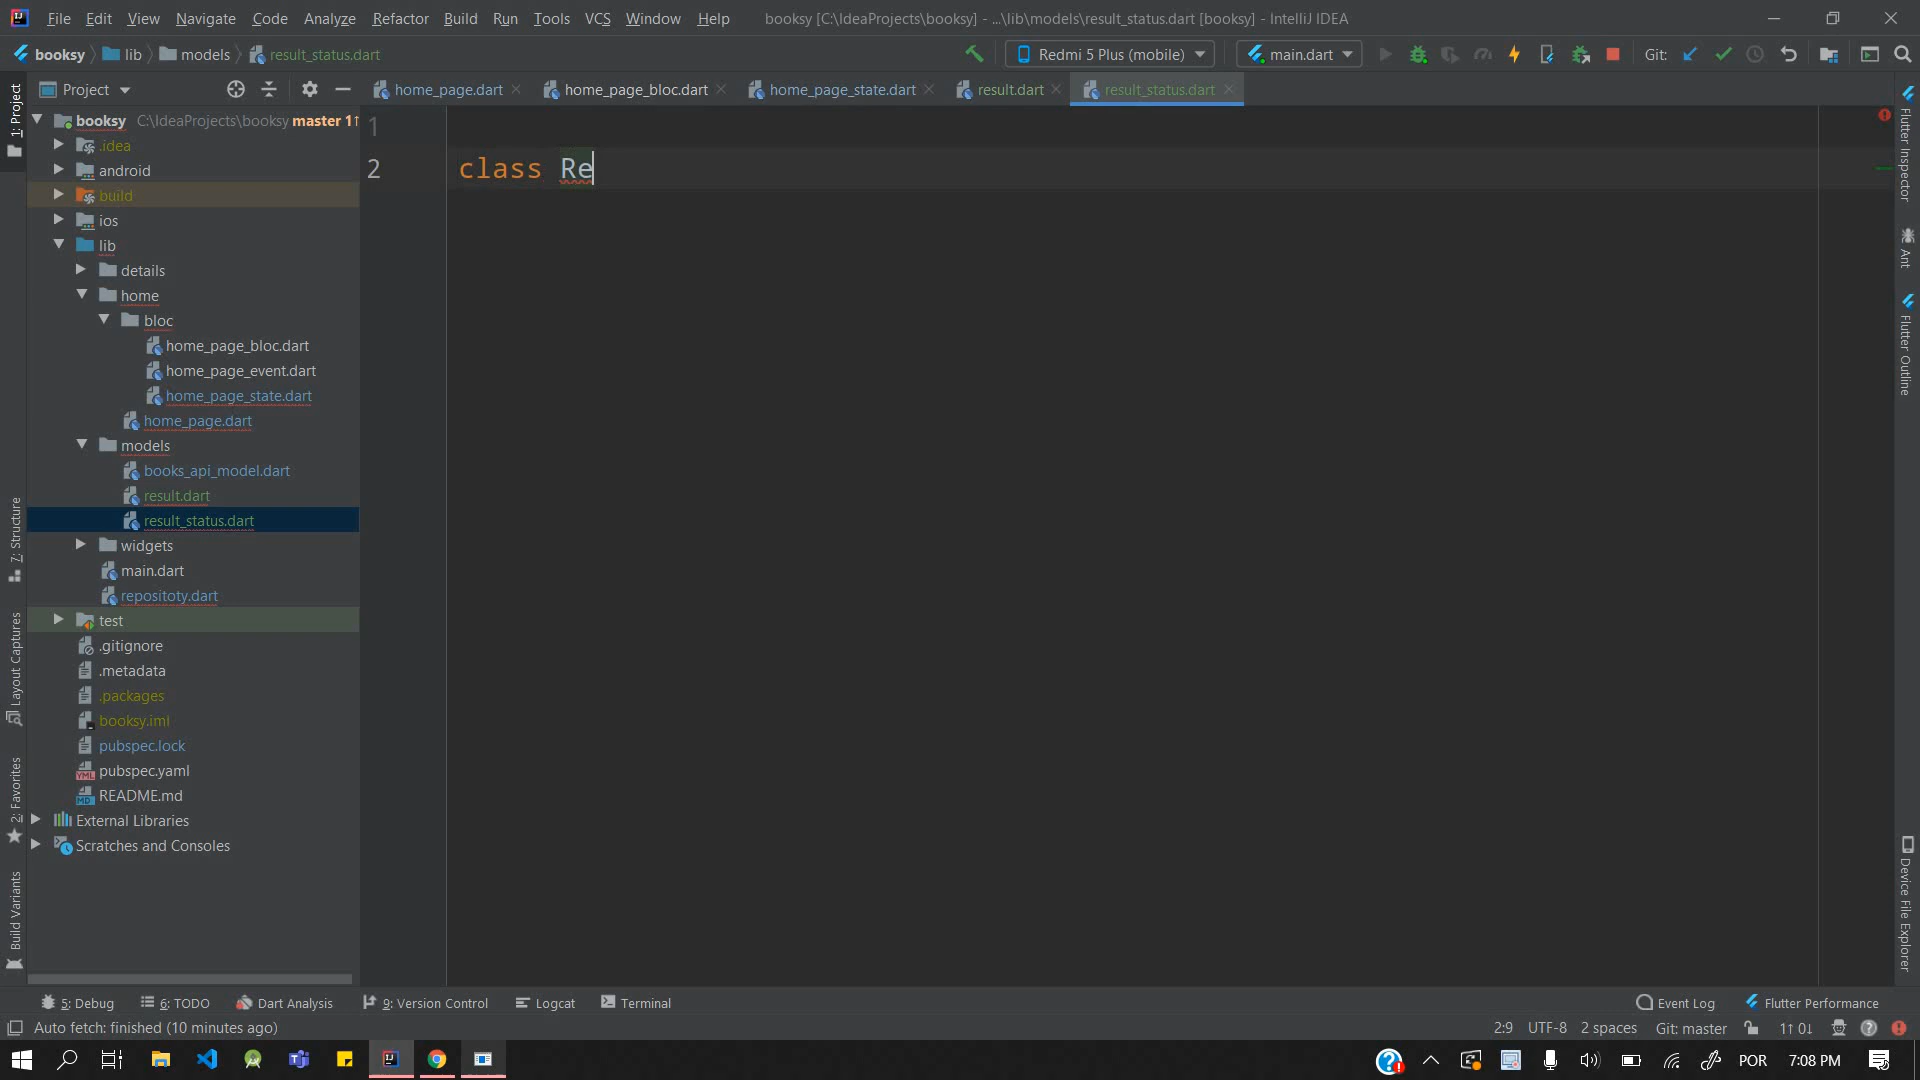 File Edit View Navigate Code Analyze Refactor Build Run Tools VCS Window Help booksy [C:\IdeaProjects\booksy] - ...\lib\models\result_status.dart [booksy] - IntelliJ IDEA
booksy lib models result_status.dart Redmi 5 Plus (mobile) main.dart Git:
Project home_page.dart home_page_bloc.dart home_page_state.dart result.dart result_status.dart
booksy C:\IdeaProjects\booksy master 1↑
.idea
android
build
ios
lib
details
home
bloc
home_page_bloc.dart
home_page_event.dart
home_page_state.dart
home_page.dart
models
books_api_model.dart
result.dart
result_status.dart
widgets
main.dart
repositoty.dart
test
.gitignore
.metadata
.packages
booksy.iml
pubspec.lock
pubspec.yaml
README.md
External Libraries
Scratches and Consoles
1
2 class Re
1: Project
7: Structure
Layout Captures
2: Favorites
Build Variants
Flutter Inspector
Ant
Flutter Outline
Device File Explorer
5: Debug 6: TODO Dart Analysis 9: Version Control Logcat Terminal Event Log Flutter Performance
Auto fetch: finished (10 minutes ago) 2:9 UTF-8 2 spaces Git: master 1↑ 0↓
POR 7:08 PM